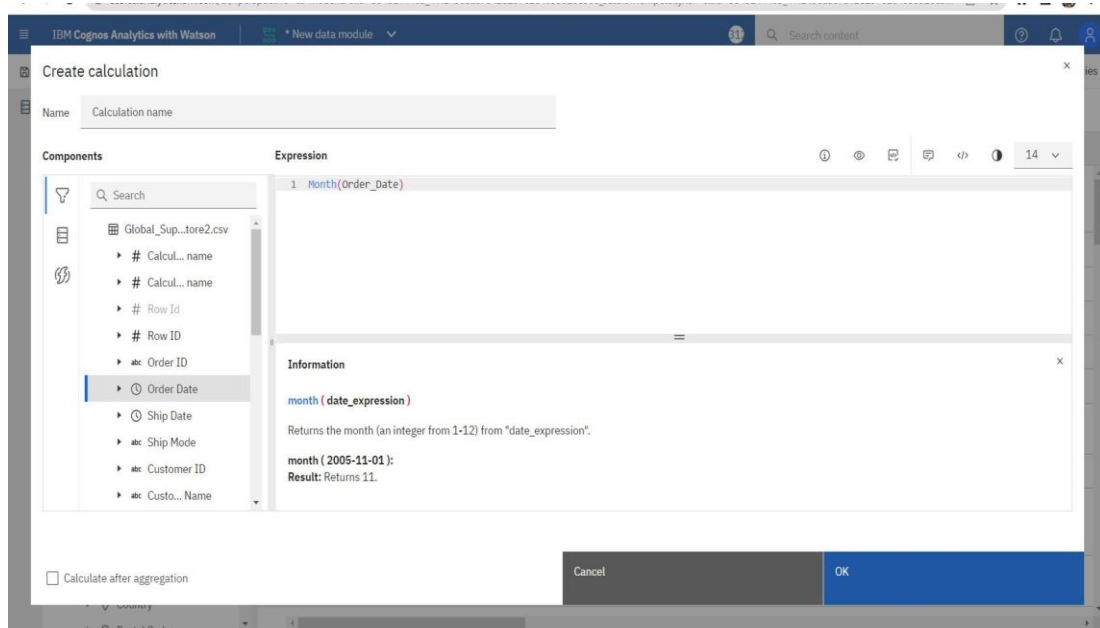 IBM Cognos Analytics with Watson
* New data module
Search content
Create calculation
ies
Name
Calculation name
Components
Expression
14
Search
1 Month(Order_Date)
Global_Sup...tore2.csv
# Calcul... name
# Calcul... name
# Row Id
# Row ID
abc Order ID
Order Date
Ship Date
abc Ship Mode
abc Customer ID
abc Custo... Name
Information
month ( date_expression )
Returns the month (an integer from 1-12) from "date_expression".
month ( 2005-11-01 ):
Result: Returns 11.
Calculate after aggregation
Cancel
OK
Country